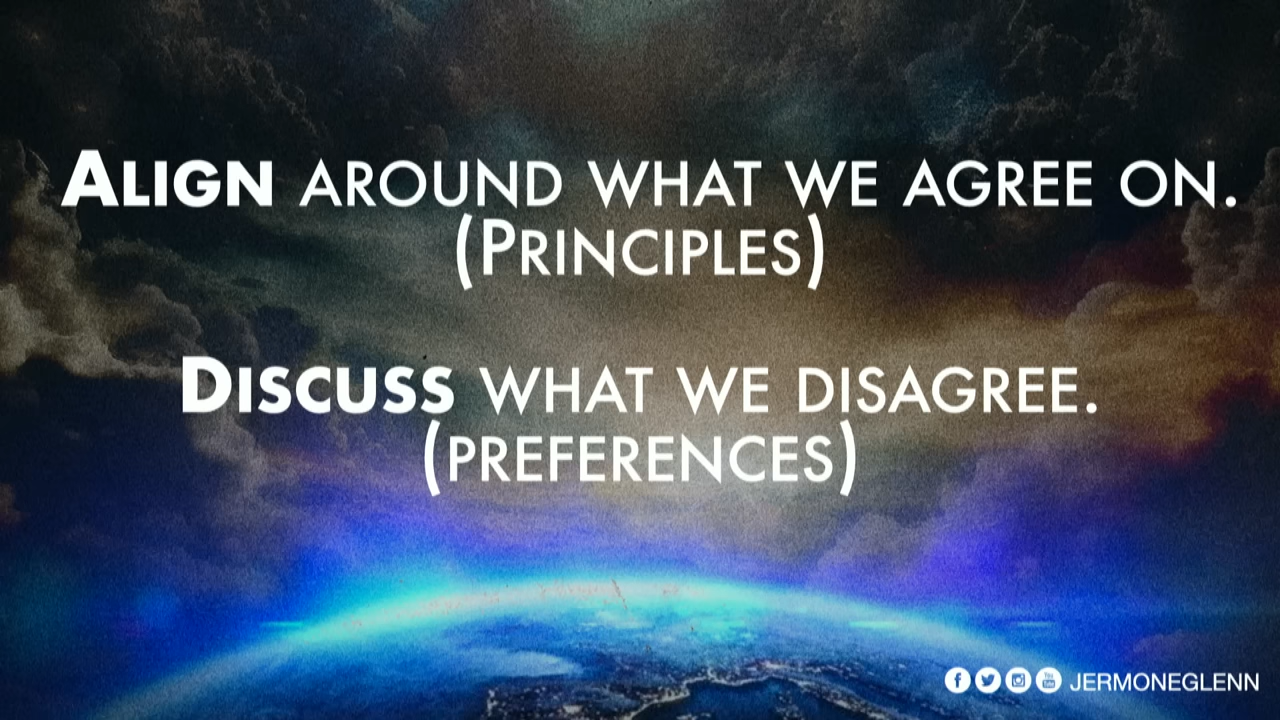 ALIGN AROUND WHAT WE AGREE ON.
(PRINCIPLES)
DISCUSS WHAT WE DISAGREE.
(PREFERENCES)
JERMONEGLENN